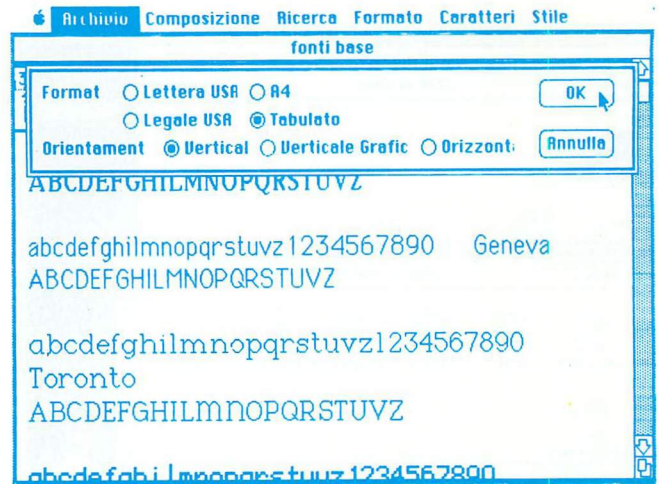 Archivio Composizione Ricerca Formato Caratteri Stile
fonti base
Format Lettera USA A4 OK
Legale USA Tabulato
Orientament Vertical Verticale Grafic Orizzont Annulla
ABCDEFGHILMNOPQRSTUVZ
abcdefghilmnopqrstuvz1234567890 Geneva
ABCDEFGHILMNOPQRSTUVZ
abcdefghilmnopqrstuvz1234567890
Toronto
ABCDEFGHILMNOPQRSTUVZ
abcdefghilmnopqrstuvz1234567890